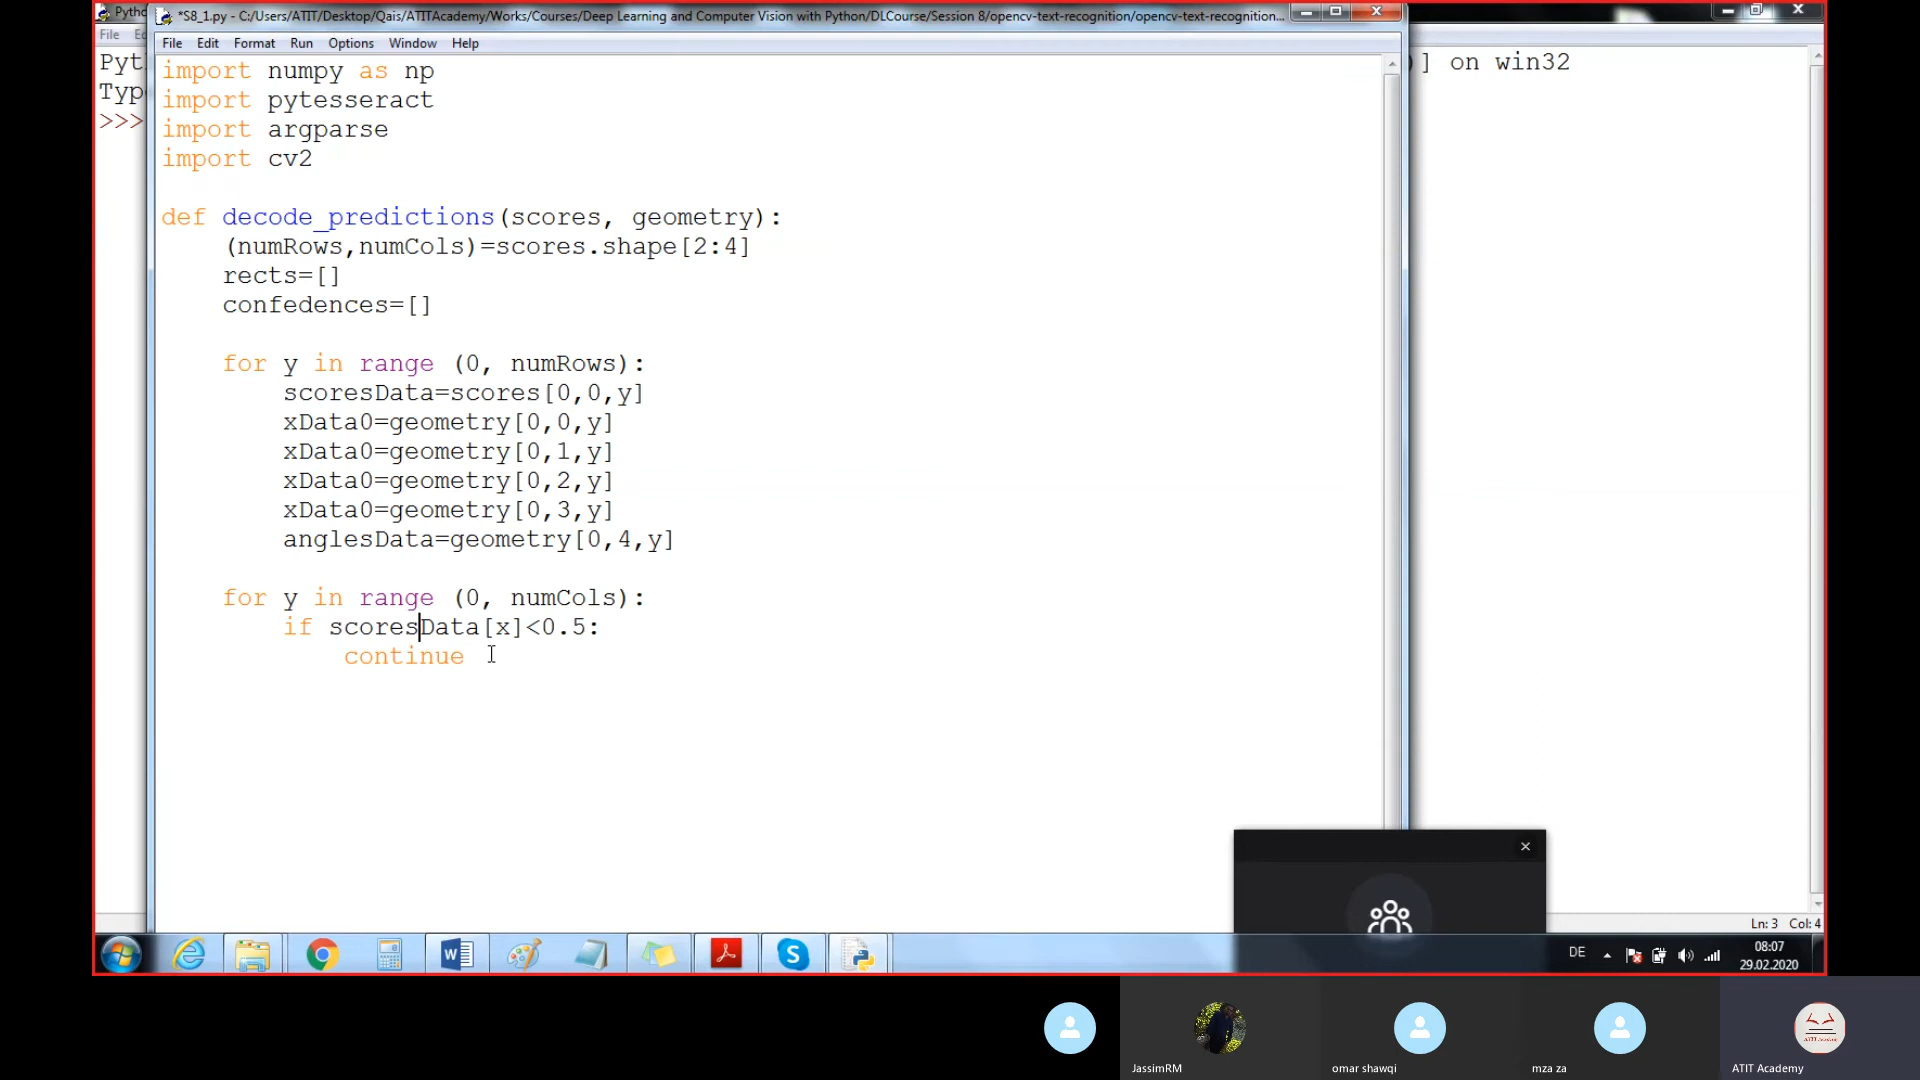 Pyth
*S8_1.py - C:/Users/ATIT/Desktop/Qais/ATITAcademy/Works/Courses/Deep Learning and Computer Vision with Python/DLCourse/Session 8/opencv-text-recognition/opencv-text-recognition...
File
File Edit Format Run Options Window Help
Pyt
)] on win32
Typ
>>>
import numpy as np
import pytesseract
import argparse
import cv2
def decode_predictions(scores, geometry):
(numRows,numCols)=scores.shape[2:4]
rects=[]
confedences=[]
for y in range (0, numRows):
scoresData=scores[0,0,y]
xData0=geometry[0,0,y]
xData0=geometry[0,1,y]
xData0=geometry[0,2,y]
xData0=geometry[0,3,y]
anglesData=geometry[0,4,y]
for y in range (0, numCols):
if scoresData[x]<0.5:
continue
Ln: 3 Col: 4
DE
08:07
29.02.2020
JassimRM
omar shawqi
mza za
ATIT Academy